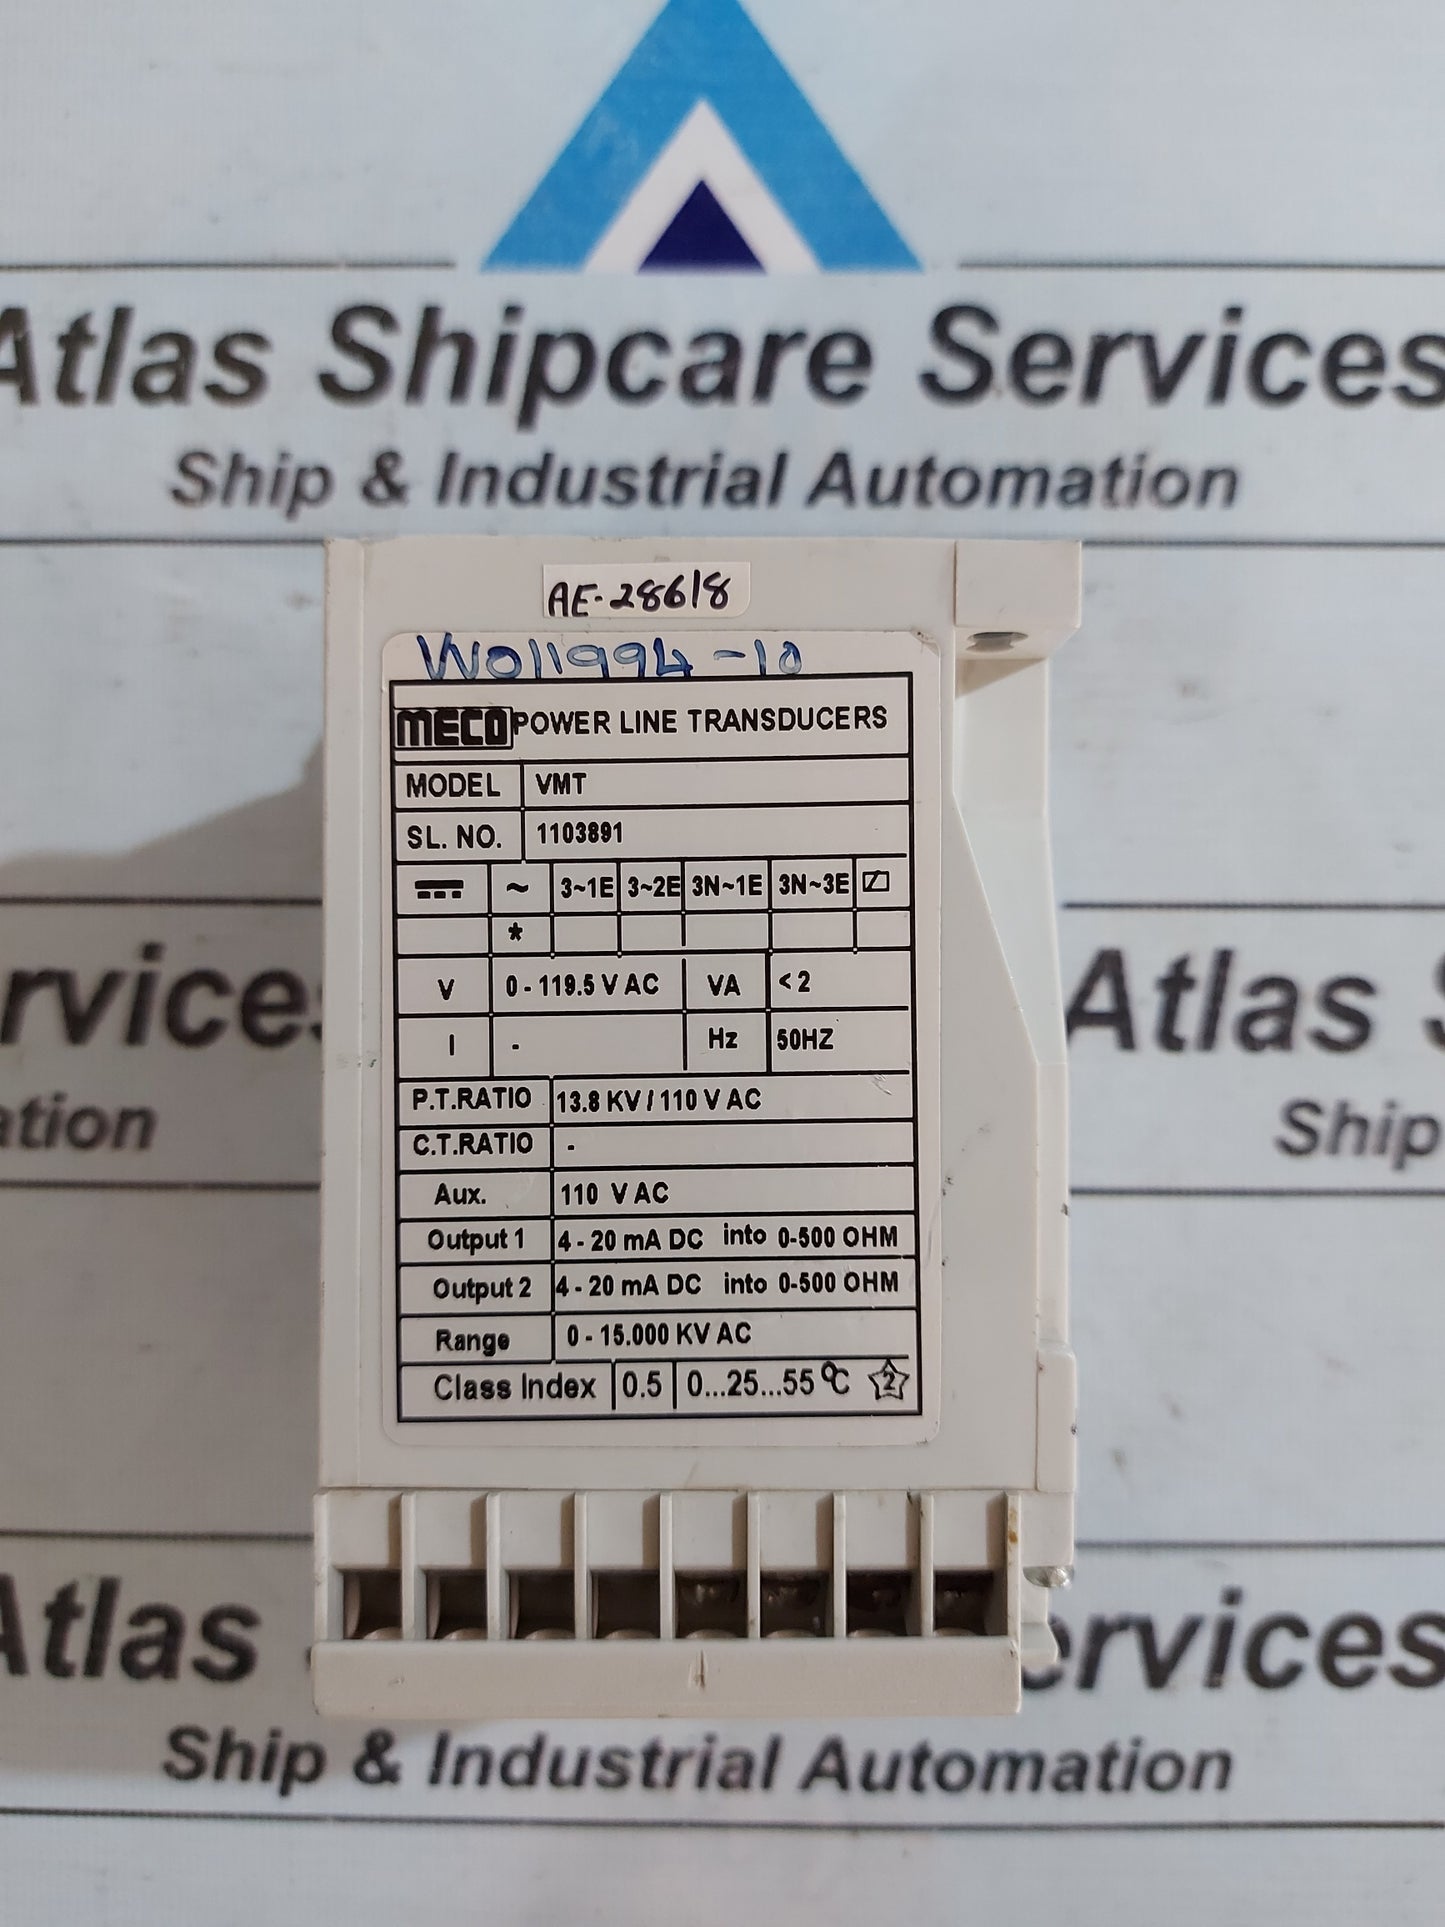 Atlas Shipcare Services
Ship & Industrial Automation
AE-28618
W011994-10
MECO POWER LINE TRANSDUCERS
MODEL VMT
SL. NO. 1103891
~ 3~1E 3~2E 3N~1E 3N~3E
*
V 0 - 119.5 V AC VA < 2
I - Hz 50HZ
P.T.RATIO 13.8 KV / 110 V AC
C.T.RATIO -
Aux. 110 V AC
Output 1 4 - 20 mA DC into 0-500 OHM
Output 2 4 - 20 mA DC into 0-500 OHM
Range 0 - 15.000 KV AC
Class Index 0.5 0...25...55 °C 2
rvices
ation
Atlas S
Ship
Atlas ervices
Ship & Industrial Automation